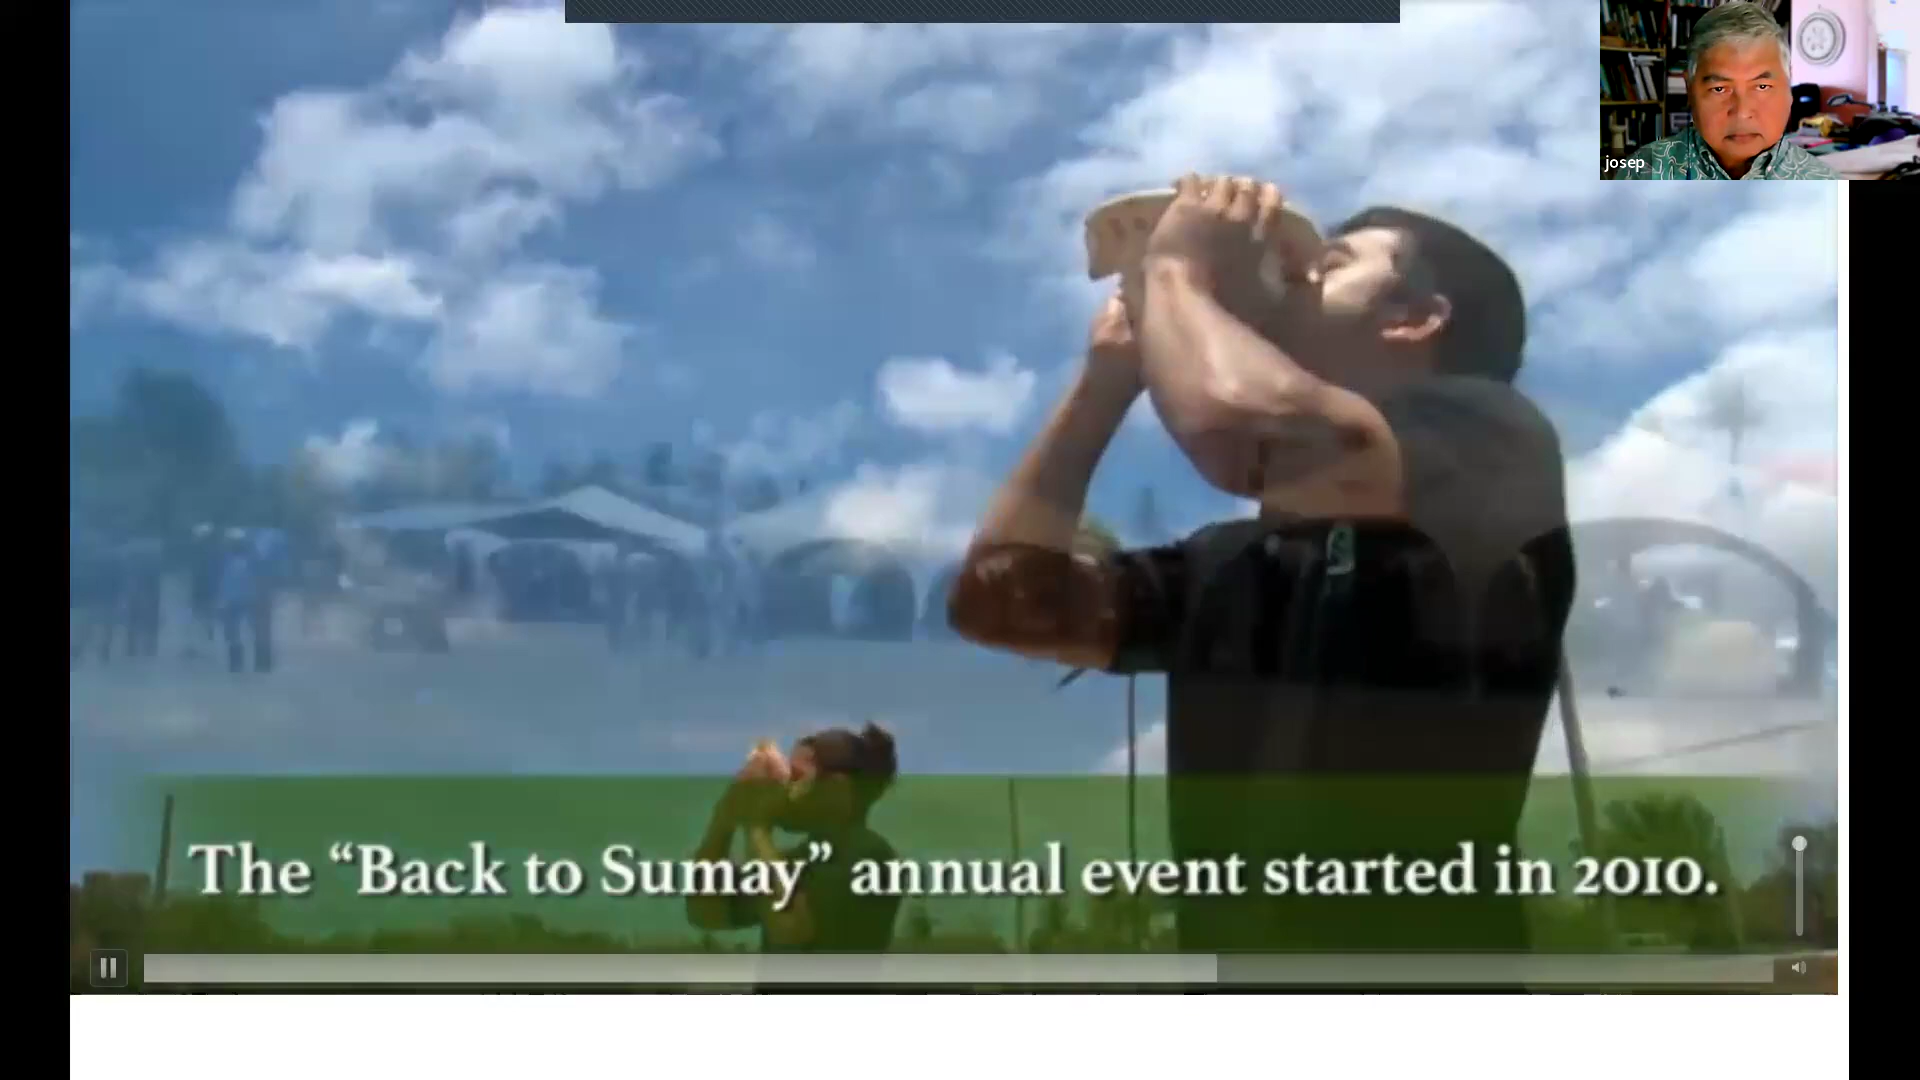 josep
The “Back to Sumay” annual event started in 2010.